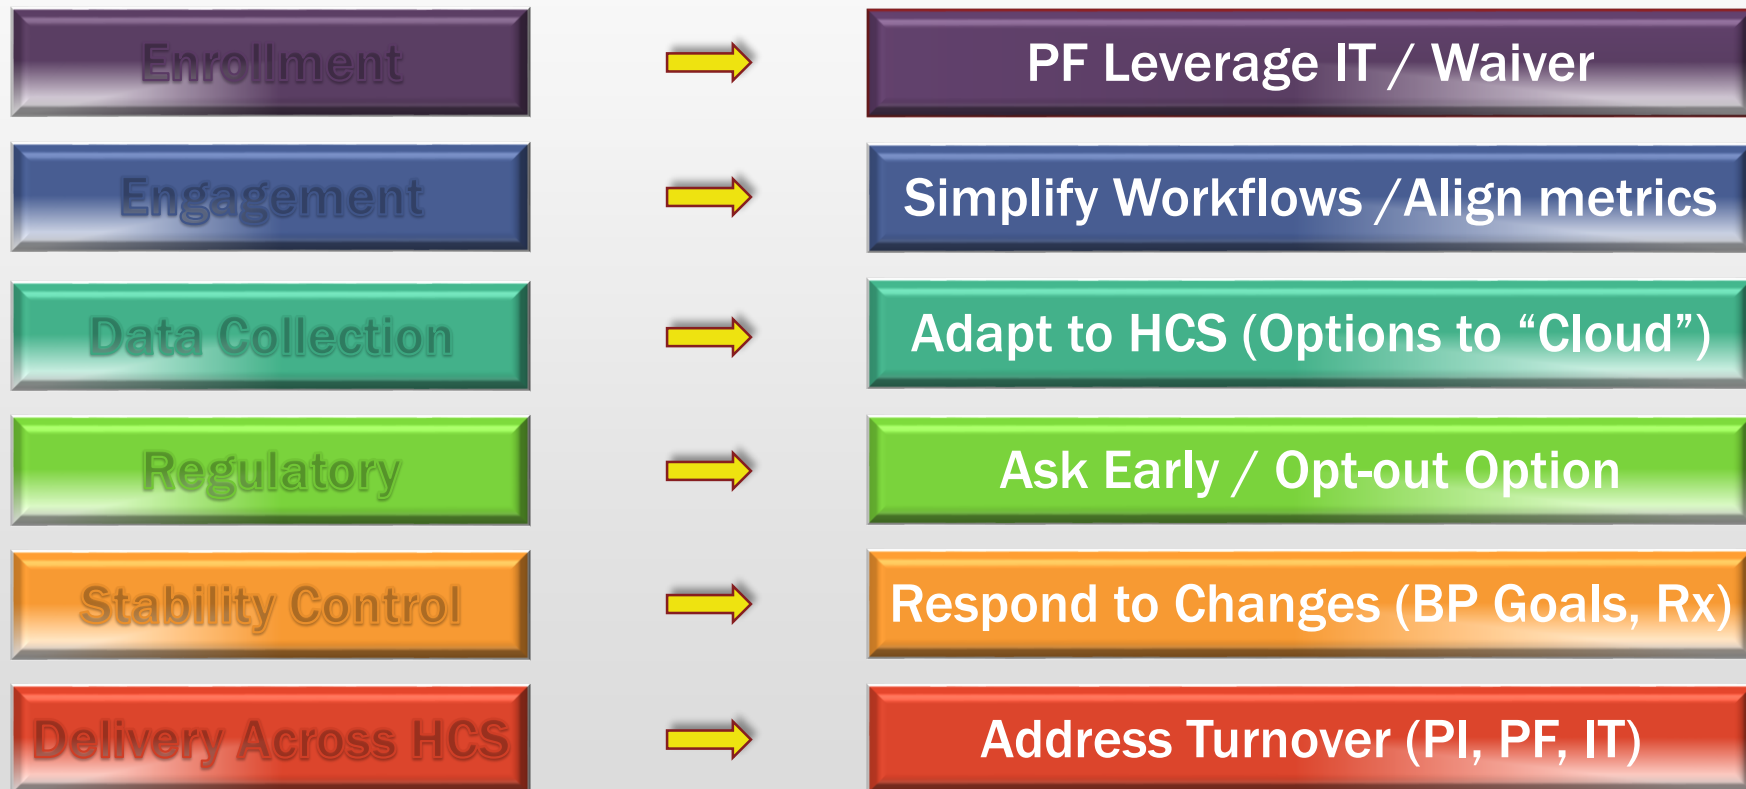 Enrollment
PF Leverage IT / Waiver
Engagement
Simplify Workflows /Align metrics
Data Collection
Adapt to HCS (Options to “Cloud”)
Regulatory
Ask Early / Opt-out Option
Stability Control
Respond to Changes (BP Goals, Rx)
Delivery Across HCS
Address Turnover (PI, PF, IT)